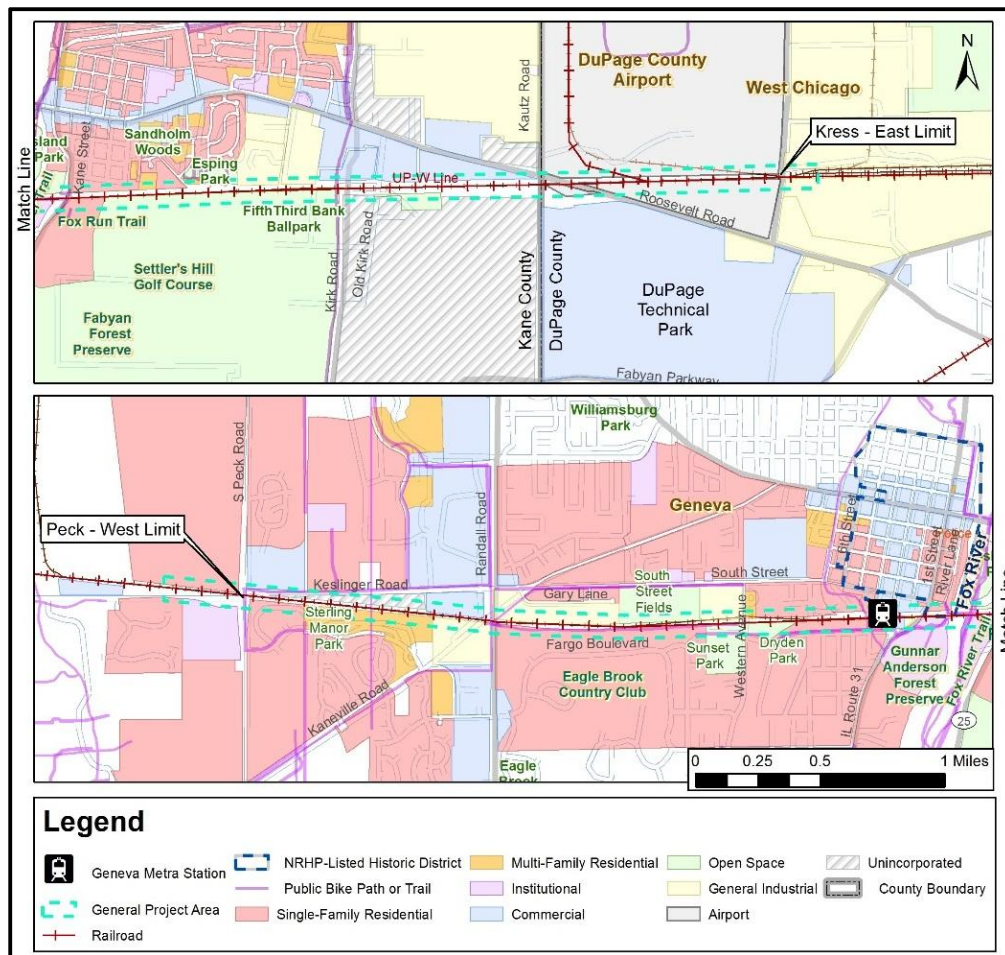 DuPage County
Airport
N
West Chicago
Kautz Road
Kress - East Limit
Sandholm
Woods
Esping
Park
Park
Kane Street
Match Line
UP-W Line
Fox Run Trail
FifthThird Bank
Ballpark
Roosevelt Road
Settler's Hill
Golf Course
Kirk Road
Old Kirk Road
Kane County
DuPage County
DuPage
Technical
Park
Fabyan
Forest
Preserve
Fabyan Parkway
Williamsburg
Park
S Peck Road
Randall Road
Geneva
Peck - West Limit
1st Street
River Lane
Fox River
Keslinger Road
South Street
South
Street
Fields
Gary Lane
Sterling
Manor
Park
Fargo Boulevard
Sunset
Park
Western Avenue
Dryden
Park
Gunnar
Anderson
Forest
Preserve
Fox River Trail
Match Line
Eagle Brook
Country Club
Kaneville Road
IL Route 31
25
Eagle
Brook
0 0.25 0.5 1 Miles
Legend
Geneva Metra Station
NRHP-Listed Historic District
Multi-Family Residential
Open Space
Unincorporated
Public Bike Path or Trail
Institutional
General Industrial
County Boundary
General Project Area
Single-Family Residential
Commercial
Airport
Railroad